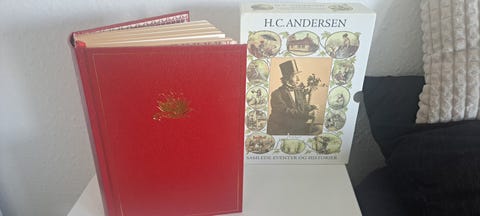 H.C. ANDERSEN
SAMLEDE EVENTYR OG HISTORIER